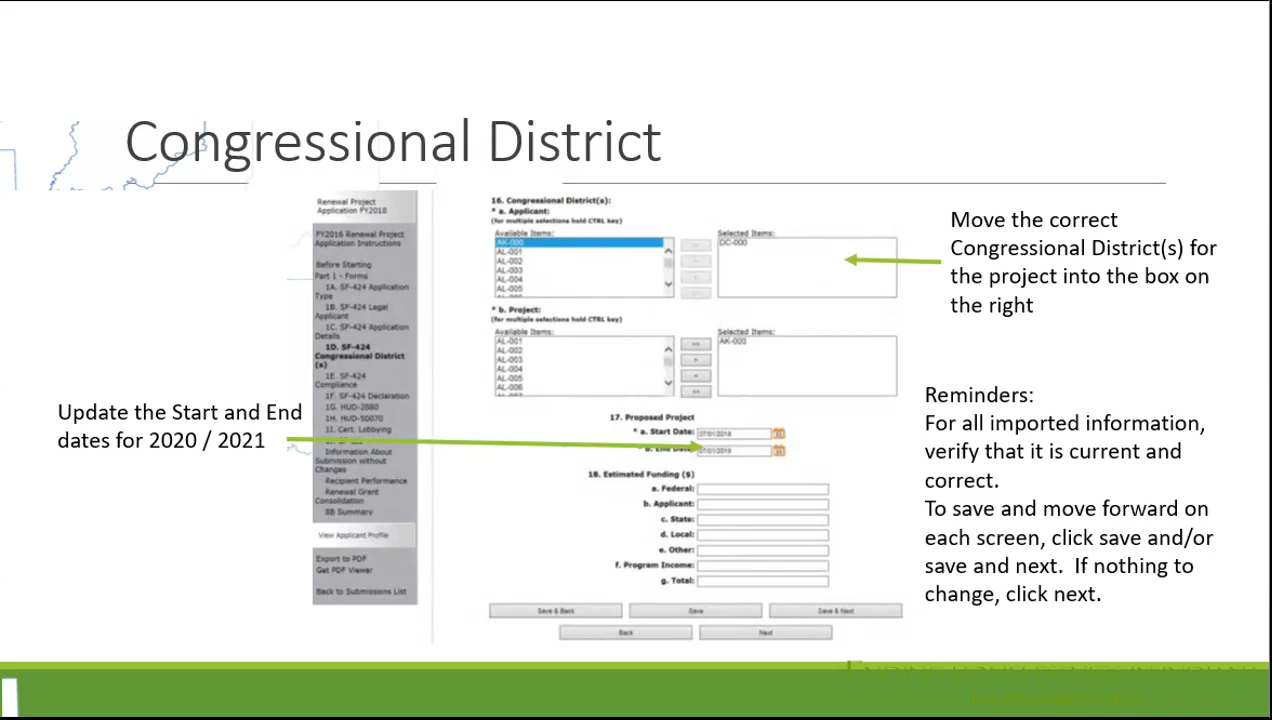 Congressional District
Renewal Project
Application FY2018
FY2016 Renewal Project
Application Instructions
Before Starting
Part 1 - Forms
1A. SF-424 Application
Type
1B. SF-424 Legal
Applicant
1C. SF-424 Application
Details
1D. SF-424
Congressional District
(s)
1E. SF-424
Compliance
1F. SF-424 Declaration
1G. HUD-2880
1H. HUD-50070
1I. Cert. Lobbying
Information About
Submission without
Changes
Recipient Performance
Renewal Grant
Consolidation
8B Summary
View Applicant Profile
Export to PDF
Get PDF Viewer
Back to Submissions List
16. Congressional District(s):
* a. Applicant:
(for multiple selections hold CTRL key)
Available Items:
Selected Items:
AK-000
AL-001
AL-002
AL-003
AL-004
AL-005
DC-000
* b. Project:
(for multiple selections hold CTRL key)
Available Items:
Selected Items:
AL-001
AL-002
AL-003
AL-004
AL-005
AL-006
AK-000
17. Proposed Project
* a. Start Date: 07/01/2018
* b. End Date: 07/01/2019
18. Estimated Funding ($)
a. Federal:
b. Applicant:
c. State:
d. Local:
e. Other:
f. Program Income:
g. Total:
Save & Back
Save
Save & Next
Back
Next
Update the Start and End
dates for 2020 / 2021
Move the correct
Congressional District(s) for
the project into the box on
the right
Reminders:
For all imported information,
verify that it is current and
correct.
To save and move forward on
each screen, click save and/or
save and next. If nothing to
change, click next.